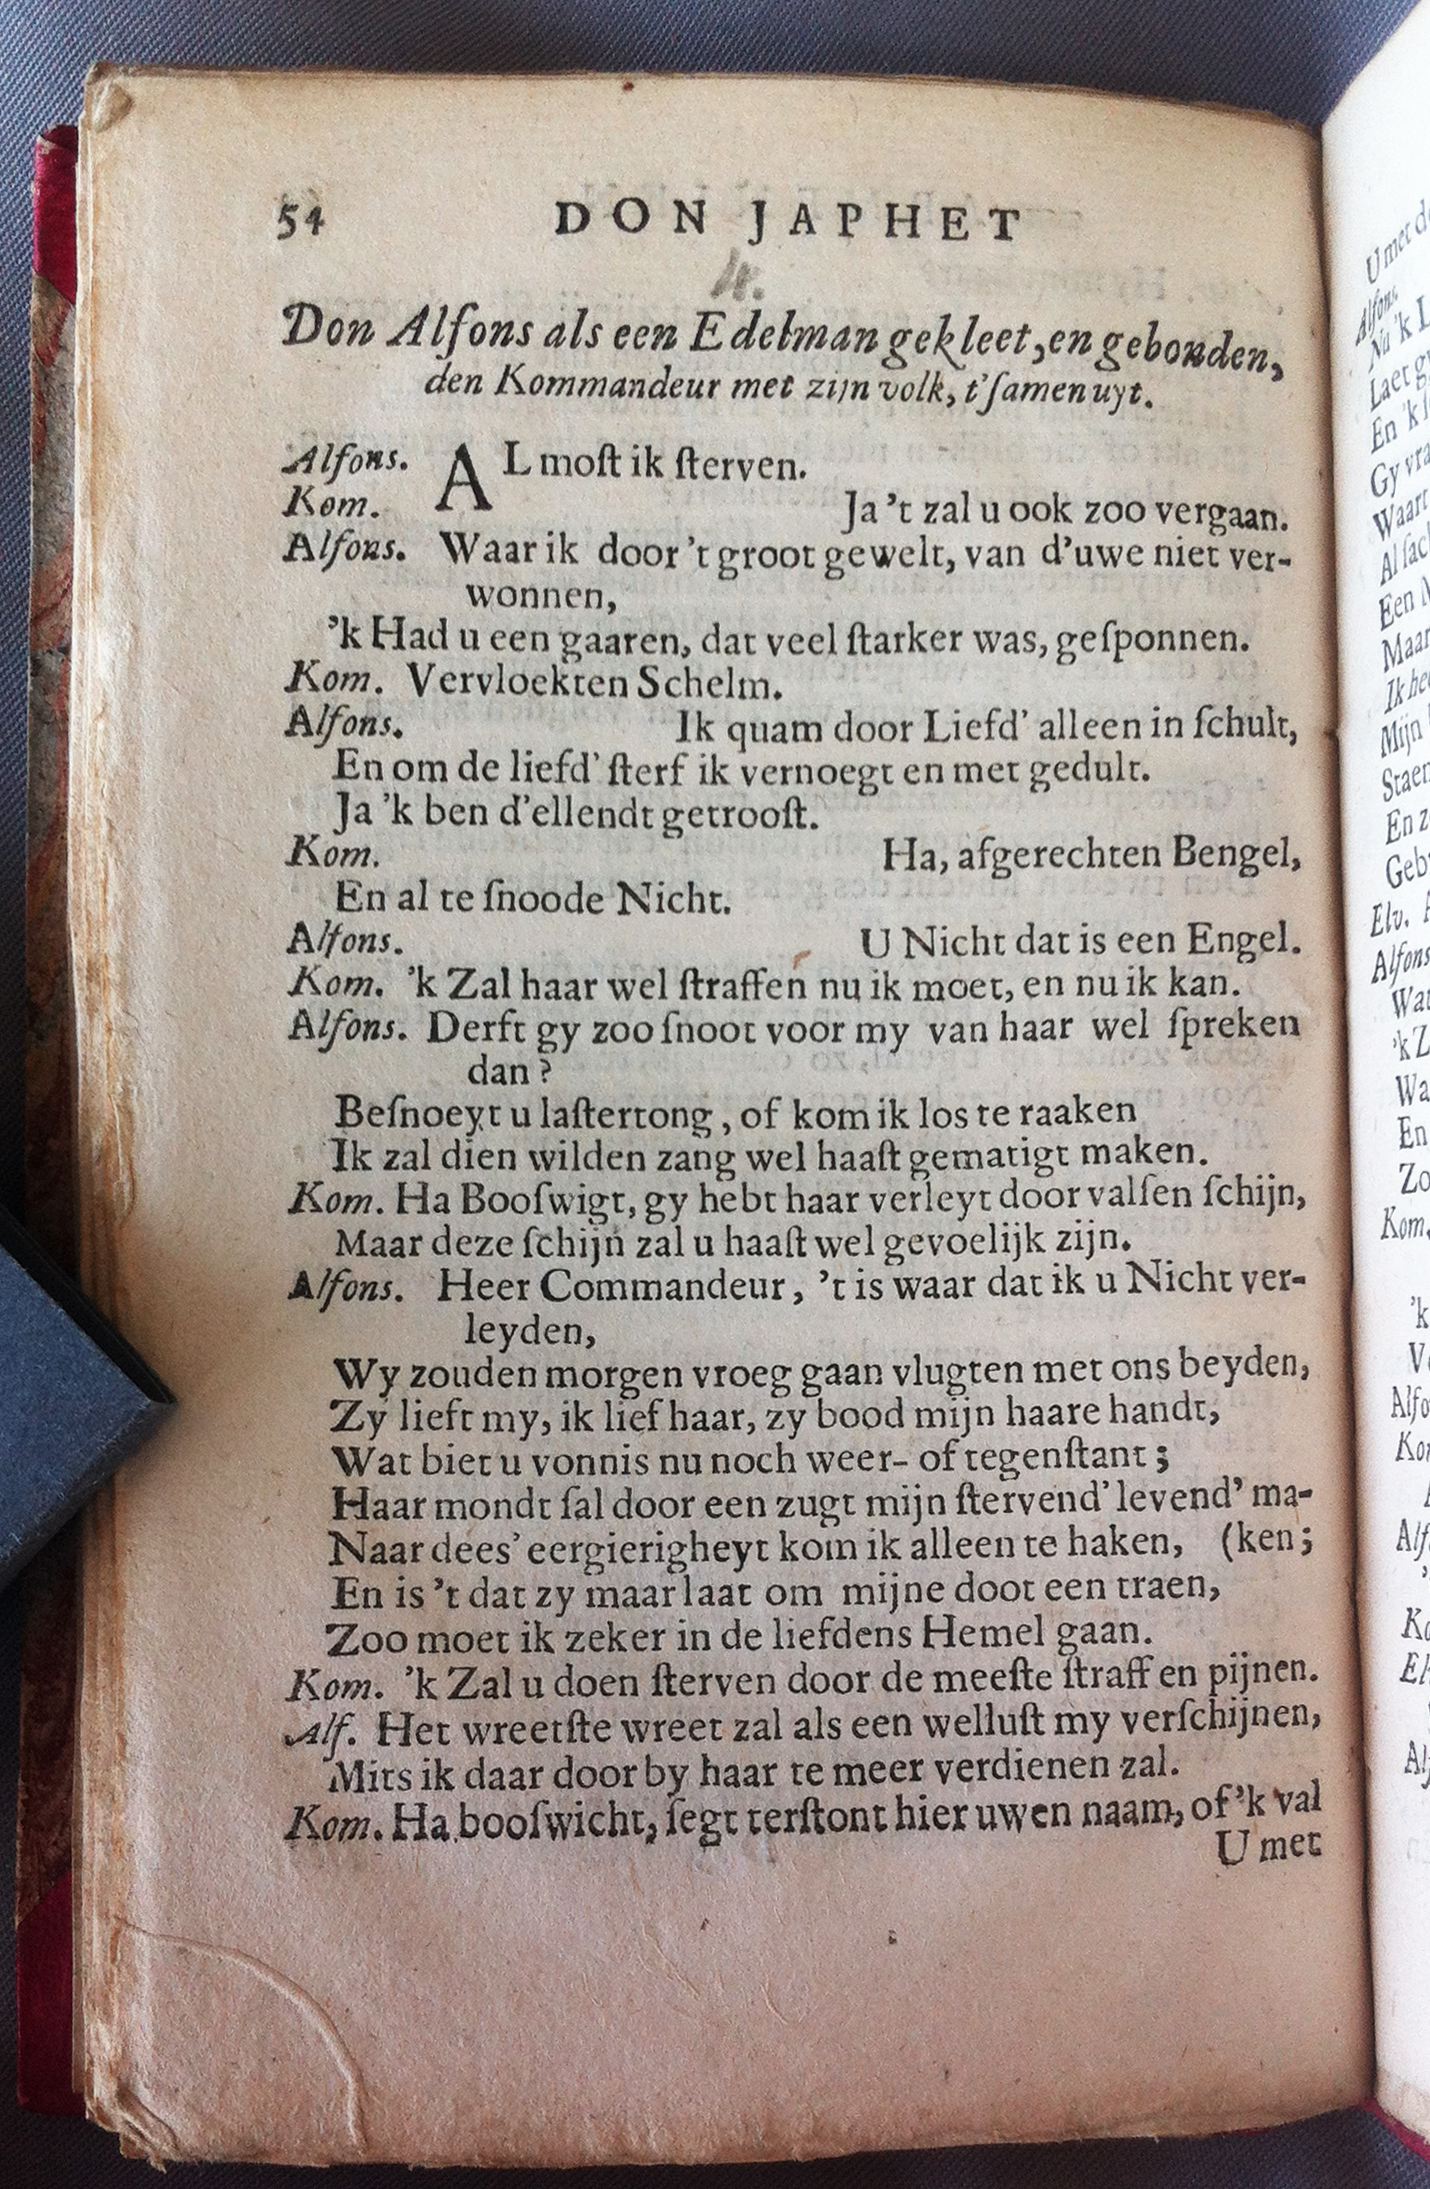 54 DON JAPHET
4.
Don Alfons als een Edelman gekleet, en gebonden,
den Kommandeur met zijn volk, t'ſamen uyt.
Alfons. AL moſt ik ſterven.
Kom. Ja 't zal u ook zoo vergaan.
Alfons. Waar ik door 't groot gewelt, van d'uwe niet ver-
wonnen,
'k Had u een gaaren, dat veel ſtarker was, geſponnen.
Kom. Vervloekten Schelm.
Alfons. Ik quam door Liefd' alleen in ſchult,
En om de liefd' ſterf ik vernoegt en met gedult.
Ja 'k ben d'ellendt getrooſt.
Kom. Ha, afgerechten Bengel,
En al te ſnoode Nicht.
Alfons. U Nicht dat is een Engel.
Kom. 'k Zal haar wel ſtraffen nu ik moet, en nu ik kan.
Alfons. Derft gy zoo ſnoot voor my van haar wel ſpreken
dan?
Beſnoeyt u laſtertong, of kom ik los te raaken
Ik zal dien wilden zang wel haaſt gematigt maken.
Kom. Ha Booſwigt, gy hebt haar verleyt door valſen ſchijn,
Maar deze ſchijn zal u haaſt wel gevoelijk zijn.
Alfons. Heer Commandeur, 't is waar dat ik u Nicht ver-
leyden,
Wy zouden morgen vroeg gaan vlugten met ons beyden,
Zy lieft my, ik lief haar, zy bood mijn haare handt,
Wat biet u vonnis nu noch weer- of tegenſtant;
Haar mondt ſal door een zugt mijn ſtervend' levend' ma-
Naar dees' eergierigheyt kom ik alleen te haken, (ken;
En is 't dat zy maar laat om mijne doot een traen,
Zoo moet ik zeker in de liefdens Hemel gaan.
Kom. 'k Zal u doen ſterven door de meeſte ſtraff en pijnen.
Alf. Het wreetſte wreet zal als een welluſt my verſchijnen,
Mits ik daar door by haar te meer verdienen zal.
Kom. Ha booſwicht, ſegt terſtont hier uwen naam, of 'k val
U met